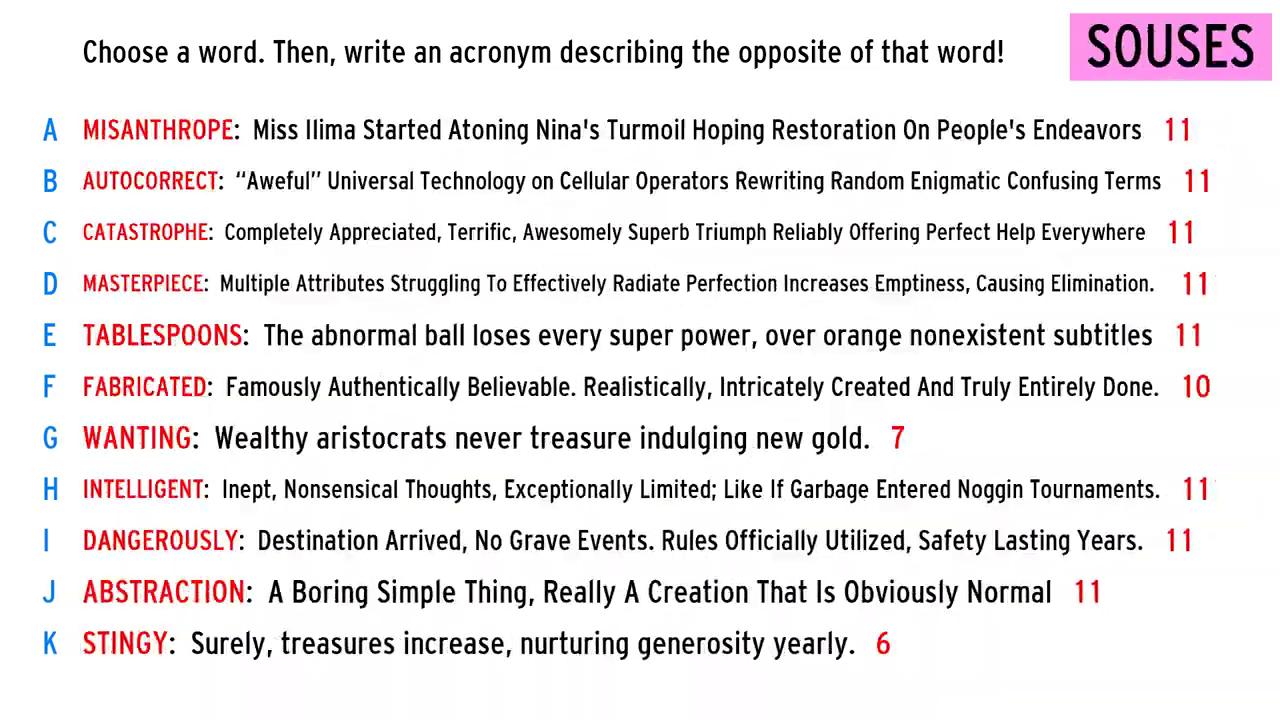 Choose a word. Then, write an acronym describing the opposite of that word!
SOUSES
A MISANTHROPE: Miss Ilima Started Atoning Nina's Turmoil Hoping Restoration On People's Endeavors 11
B AUTOCORRECT: “Aweful” Universal Technology on Cellular Operators Rewriting Random Enigmatic Confusing Terms 11
C CATASTROPHE: Completely Appreciated, Terrific, Awesomely Superb Triumph Reliably Offering Perfect Help Everywhere 11
D MASTERPIECE: Multiple Attributes Struggling To Effectively Radiate Perfection Increases Emptiness, Causing Elimination. 11
E TABLESPOONS: The abnormal ball loses every super power, over orange nonexistent subtitles 11
F FABRICATED: Famously Authentically Believable. Realistically, Intricately Created And Truly Entirely Done. 10
G WANTING: Wealthy aristocrats never treasure indulging new gold. 7
H INTELLIGENT: Inept, Nonsensical Thoughts, Exceptionally Limited; Like If Garbage Entered Noggin Tournaments. 11
I DANGEROUSLY: Destination Arrived, No Grave Events. Rules Officially Utilized, Safety Lasting Years. 11
J ABSTRACTION: A Boring Simple Thing, Really A Creation That Is Obviously Normal 11
K STINGY: Surely, treasures increase, nurturing generosity yearly. 6